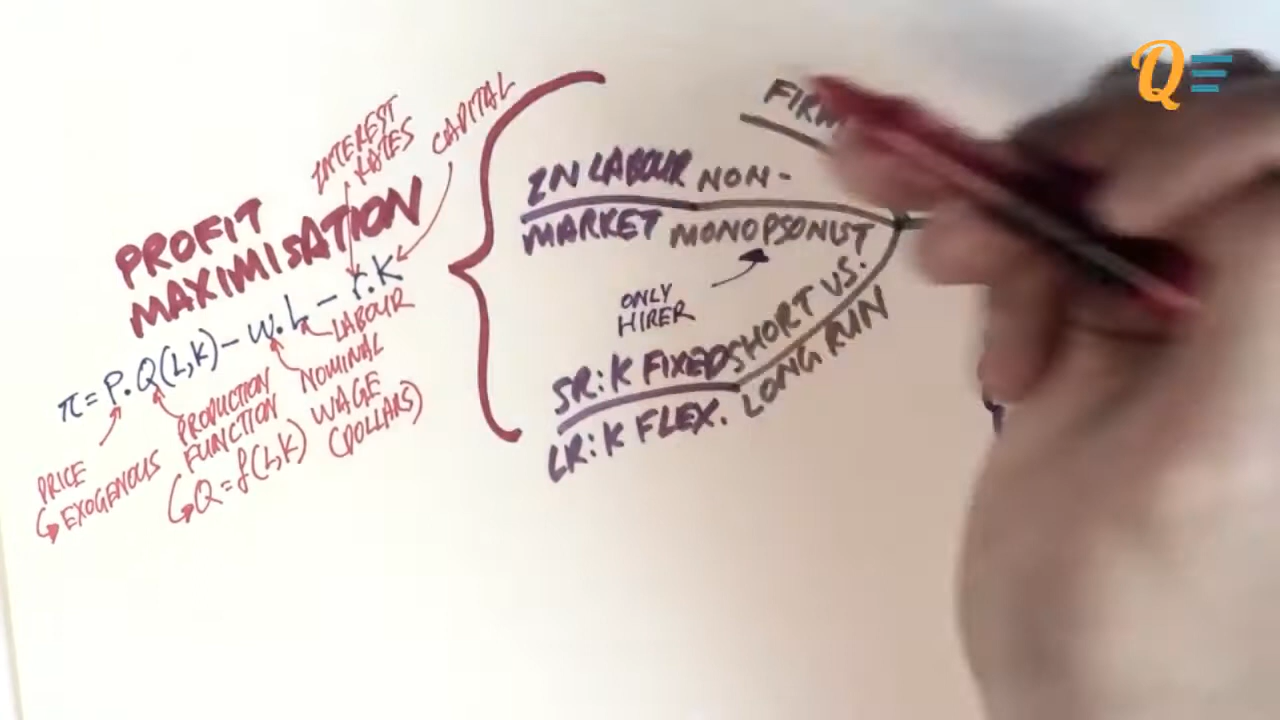 INTEREST
RATES
CAPITAL
PROFIT
MAXIMISATION
π = P. Q(L,K) - W. L - r. K
PRICE
↳ EXOGENOUS
PRODUCTION
FUNCTION
↳ Q = f(L,K)
NOMINAL
WAGE
(DOLLARS)
LABOUR
IN LABOUR
MARKET
NON-
MONOPSONIST
ONLY
HIRER
SR: K FIXED
LR: K FLEX.
SHORT VS.
LONG RUN
QE